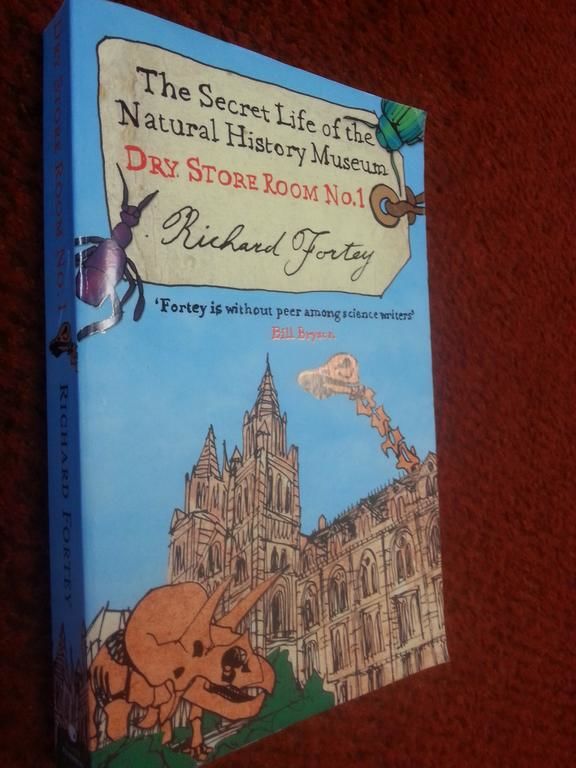 The Secret Life of the
Natural History Museum
DRY STORE ROOM No.1
Richard Fortey
'Fortey is without peer among science writers'
Bill Bryson
DRY STORE ROOM No.1
RICHARD FORTEY